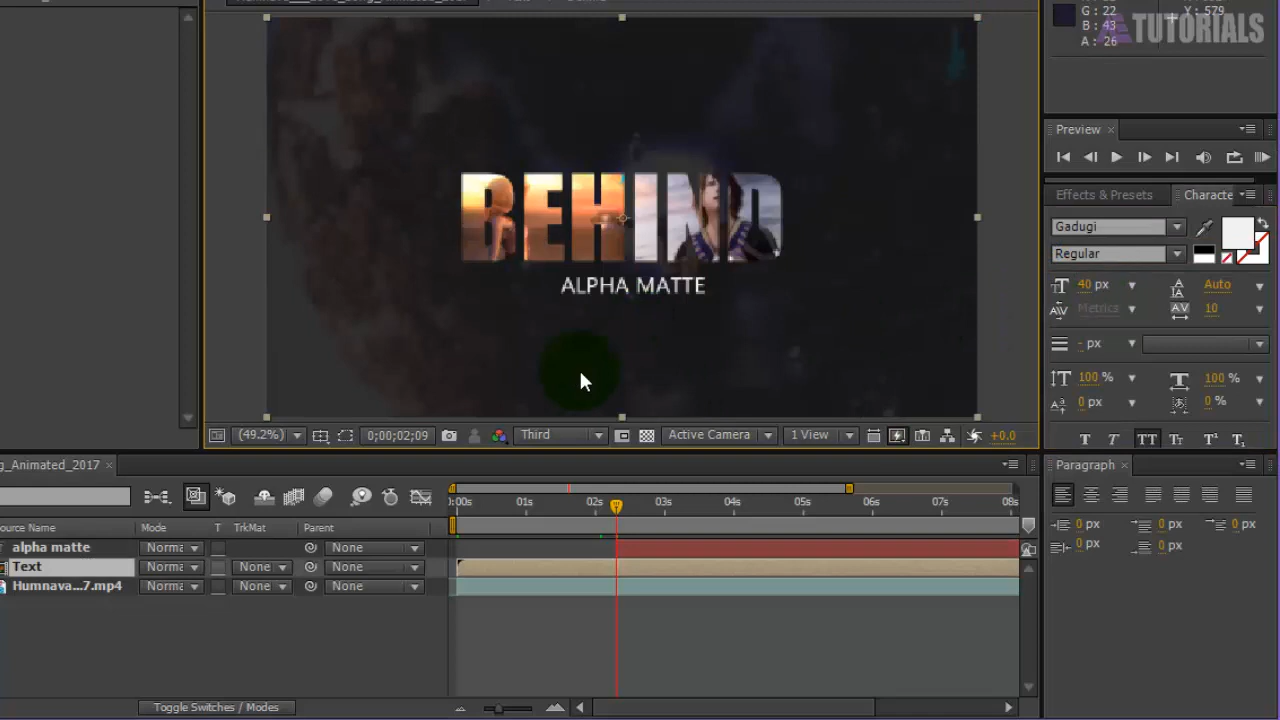 G : 22
Y : 579
B : 43
A : 26
TUTORIALS
BEHIND
ALPHA MATTE
Preview
Effects & Presets
Characte
Gadugi
Regular
40 px
Auto
Metrics
10
- px
100 %
100 %
0 px
0 %
TT
(49.2%)
0;00;02;09
Third
Active Camera
1 View
+0.0
g_Animated_2017
Paragraph
0 px
0 px
0 px
0 px
0 px
:00s
01s
02s
03s
04s
05s
06s
07s
08s
ource Name
Mode
T
TrkMat
Parent
alpha matte
Norma
None
Text
Norma
None
None
Humnava...7.mp4
Norma
None
None
Toggle Switches / Modes